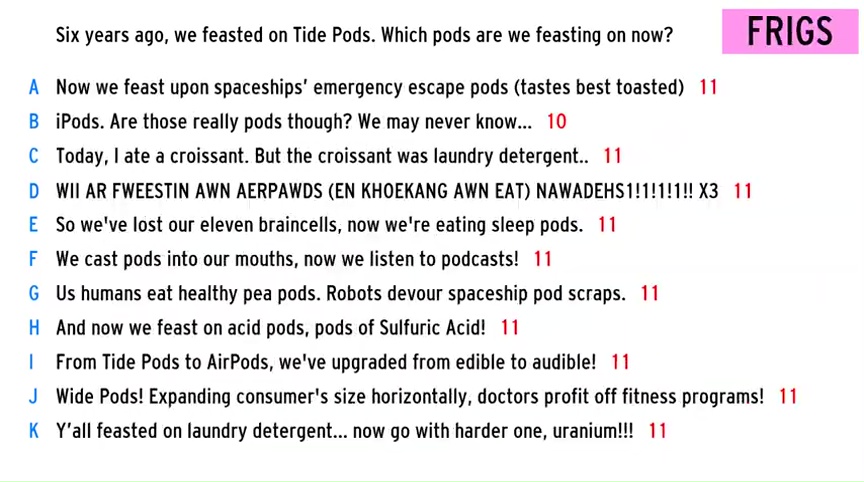 Six years ago, we feasted on Tide Pods. Which pods are we feasting on now?
FRIGS
A Now we feast upon spaceships' emergency escape pods (tastes best toasted) 11
B iPods. Are those really pods though? We may never know... 10
C Today, I ate a croissant. But the croissant was laundry detergent.. 11
D WII AR FWEESTIN AWN AERPAWDS (EN KHOEKANG AWN EAT) NAWADEHS1!1!1!1!! X3 11
E So we've lost our eleven braincells, now we're eating sleep pods. 11
F We cast pods into our mouths, now we listen to podcasts! 11
G Us humans eat healthy pea pods. Robots devour spaceship pod scraps. 11
H And now we feast on acid pods, pods of Sulfuric Acid! 11
I From Tide Pods to AirPods, we've upgraded from edible to audible! 11
J Wide Pods! Expanding consumer's size horizontally, doctors profit off fitness programs! 11
K Y'all feasted on laundry detergent... now go with harder one, uranium!!! 11